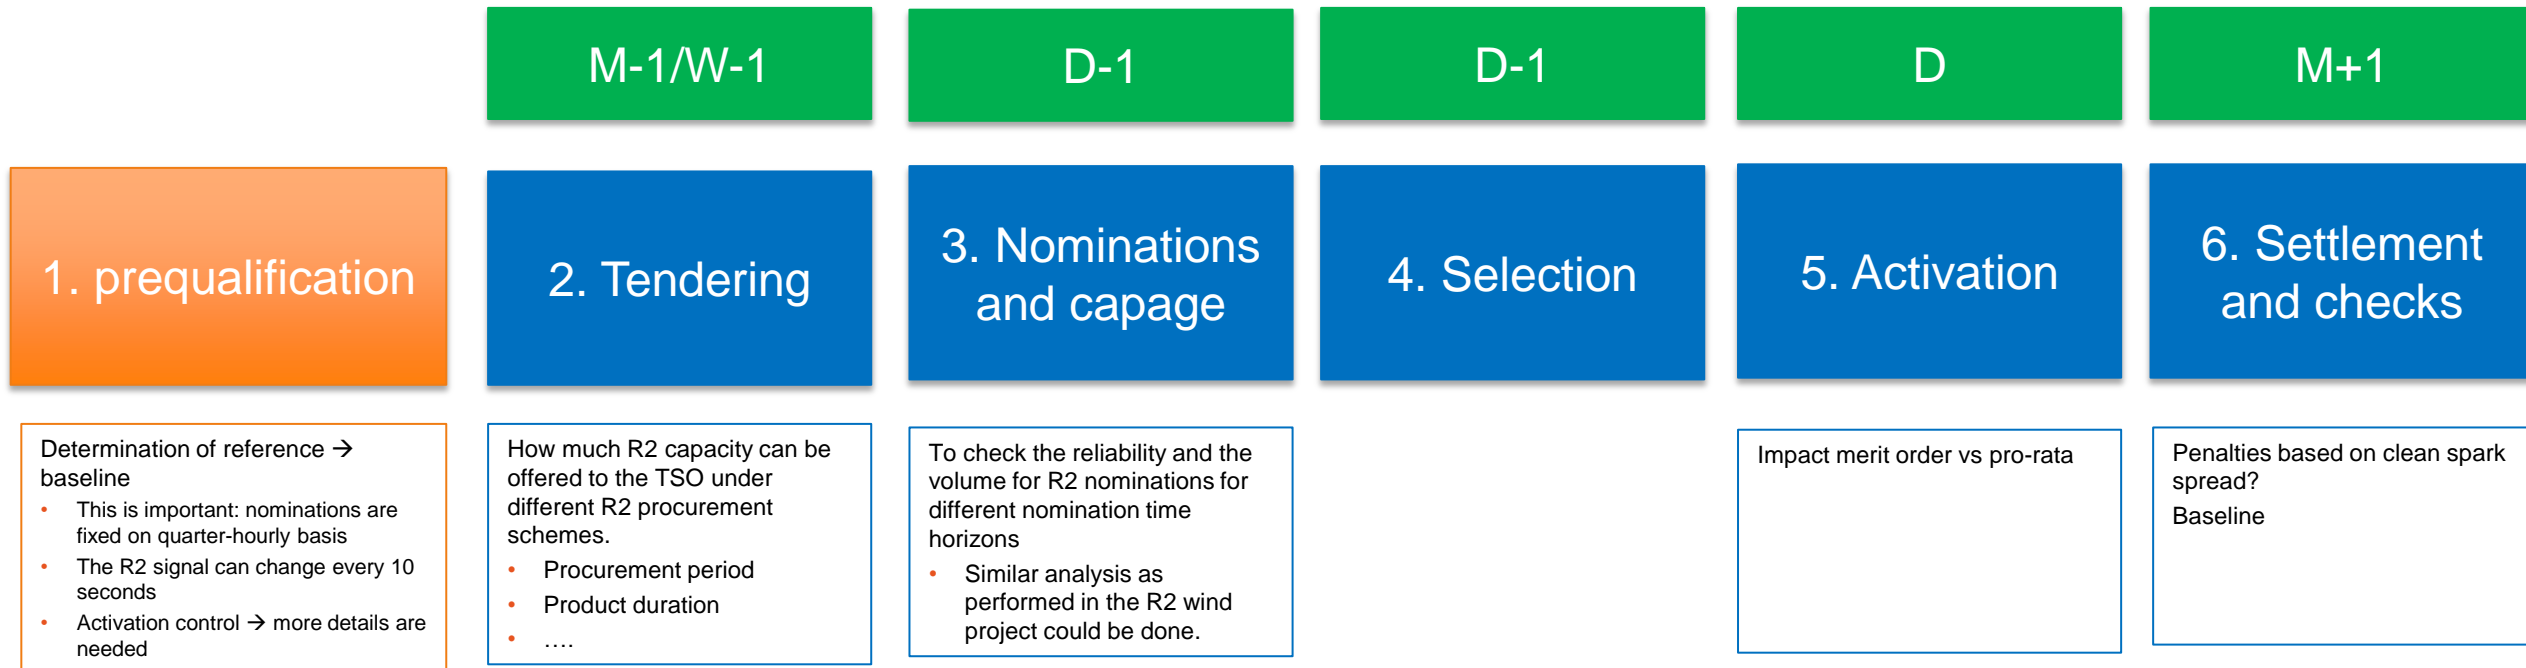 M-1/W-1
D-1
D-1
D
M+1
1. prequalification
2. Tendering
3. Nominations
and capage
4. Selection
5. Activation
6. Settlement
and checks
Determination of reference →
baseline
• This is important: nominations are
fixed on quarter-hourly basis
• The R2 signal can change every 10
seconds
• Activation control → more details are
needed
How much R2 capacity can be
offered to the TSO under
different R2 procurement
schemes.
• Procurement period
• Product duration
• ….
To check the reliability and the
volume for R2 nominations for
different nomination time
horizons
• Similar analysis as
performed in the R2 wind
project could be done.
Impact merit order vs pro-rata
Penalties based on clean spark
spread?
Baseline